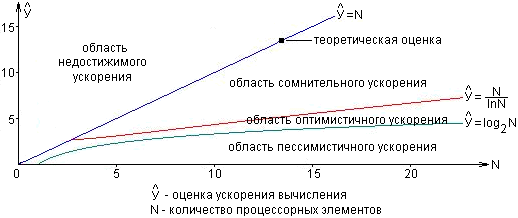 Ŷ
Ŷ=N
15
теоретическая оценка
область
недостижимого
ускорения
10
область сомнительного ускорения
Ŷ= N/lnN
5
область оптимистичного ускорения
Ŷ=log₂N
область пессимистичного ускорения
0 5 10 15 20 N
Ŷ - оценка ускорения вычисления
N - количество процессорных элементов